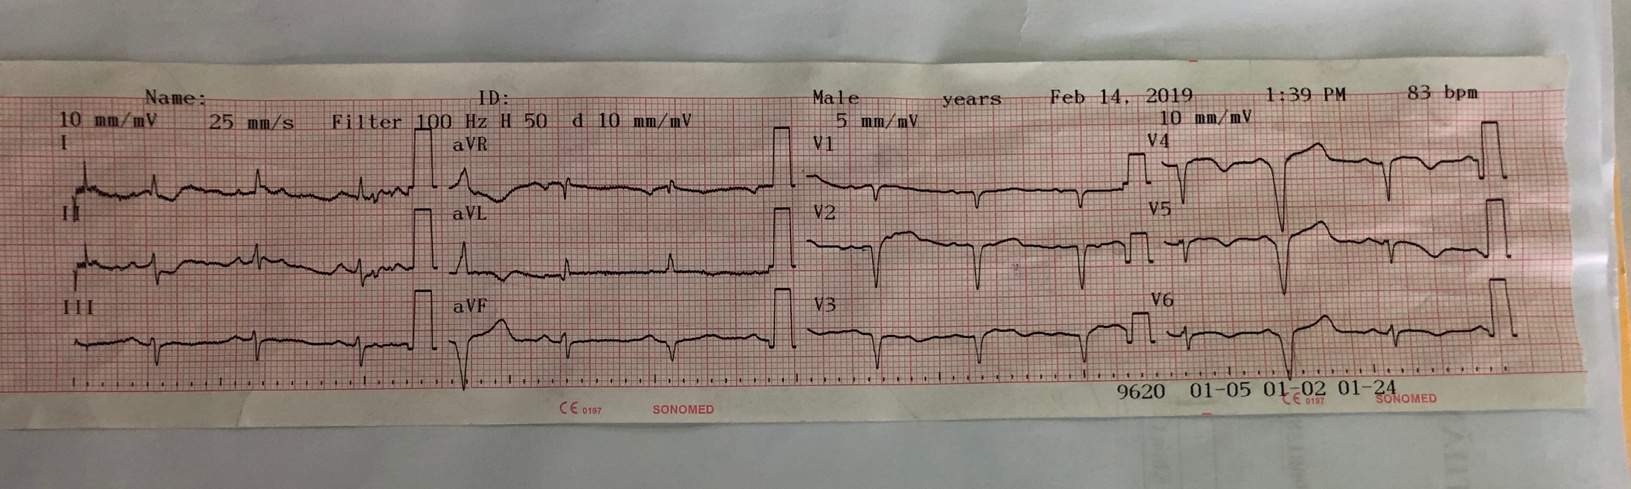 Name: ID: Male years Feb 14, 2019 1:39 PM 83 bpm
10 mm/mV 25 mm/s Filter 100 Hz H 50 d 10 mm/mV 5 mm/mV 10 mm/mV
I aVR V1 V4
II aVL V2 V5
III aVF V3 V6
9620 01-05 01-02 01-24
CE 0197 SONOMED CE 0197 SONOMED